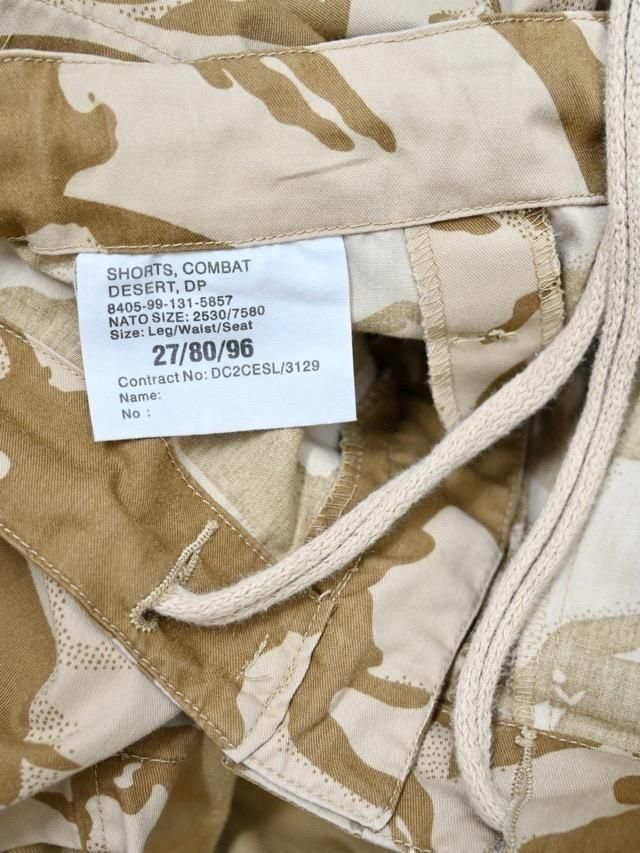 SHORTS, COMBAT
DESERT, DP
8405-99-131-5857
NATO SIZE: 2530/7580
Size: Leg/Waist/Seat
27/80/96
Contract No: DC2CESL/3129
Name:
No :